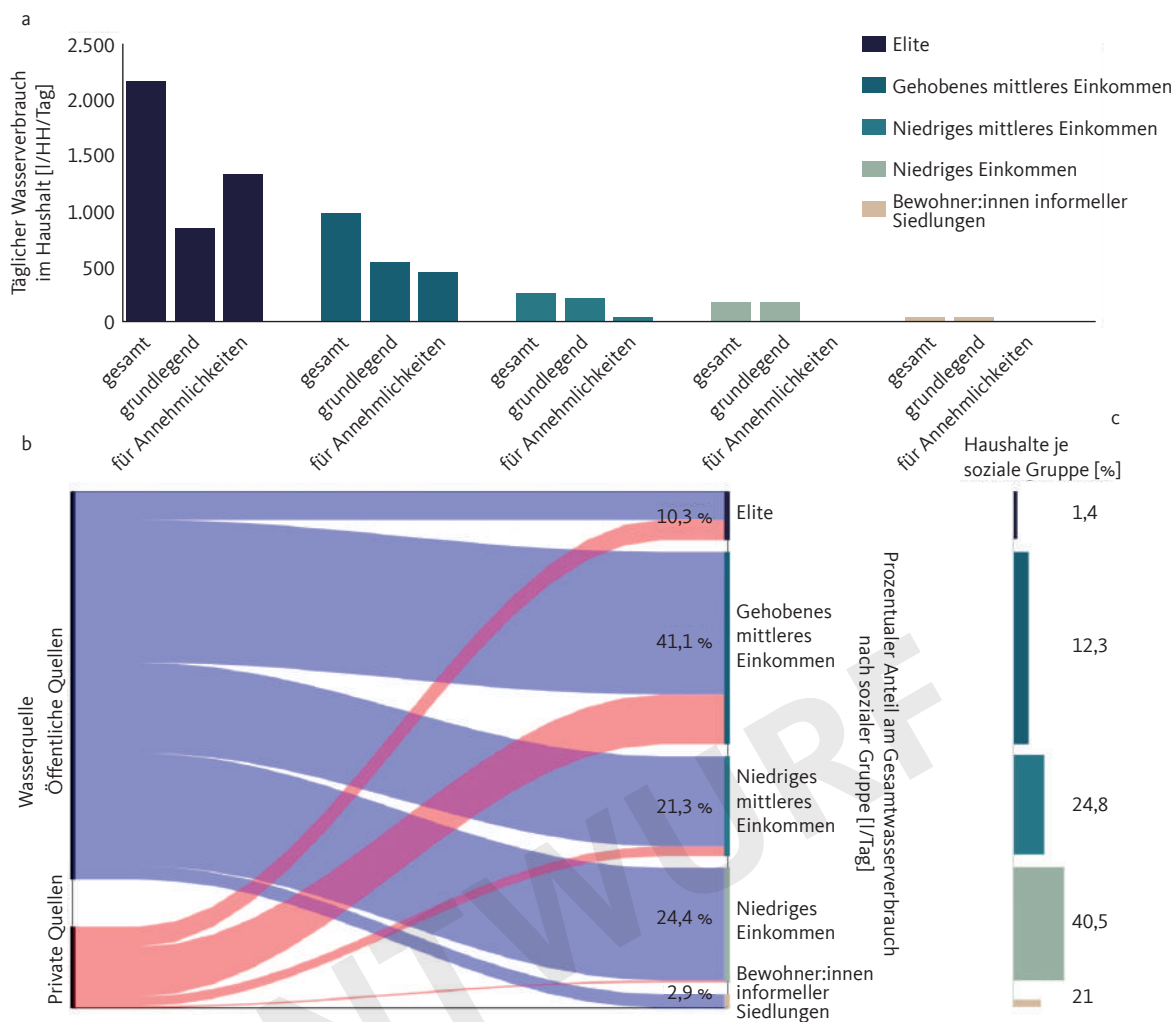 a
Täglicher Wasserverbrauch
im Haushalt [l/HH/Tag]
2.500
2.000
1.500
1.000
500
0
Elite
Gehobenes mittleres Einkommen
Niedriges mittleres Einkommen
Niedriges Einkommen
Bewohner:innen informeller
Siedlungen
gesamt
grundlegend
für Annehmlichkeiten
gesamt
grundlegend
für Annehmlichkeiten
gesamt
grundlegend
für Annehmlichkeiten
gesamt
grundlegend
für Annehmlichkeiten
gesamt
grundlegend
für Annehmlichkeiten
b
Wasserquelle
Öffentliche Quellen
Private Quellen
10,3 %
Elite
41,1 %
Gehobenes
mittleres
Einkommen
21,3 %
Niedriges
mittleres
Einkommen
24,4 %
Niedriges
Einkommen
2,9 %
Bewohner:innen
informeller
Siedlungen
Prozentualer Anteil am Gesamtwasserverbrauch
nach sozialer Gruppe [l/Tag]
c
Haushalte je
soziale Gruppe [%]
1,4
12,3
24,8
40,5
21
NTWURF